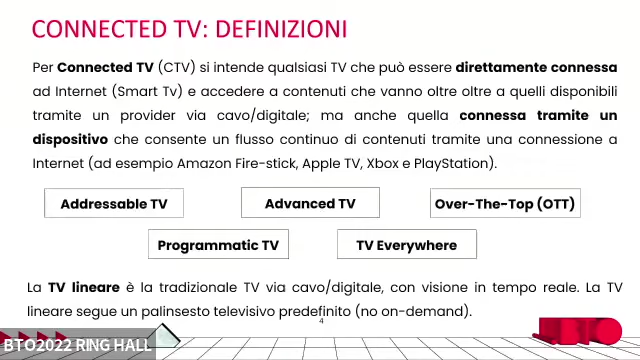 CONNECTED TV: DEFINIZIONI
Per Connected TV (CTV) si intende qualsiasi TV che può essere direttamente connessa
ad Internet (Smart Tv) e accedere a contenuti che vanno oltre oltre a quelli disponibili
tramite un provider via cavo/digitale; ma anche quella connessa tramite un
dispositivo che consente un flusso continuo di contenuti tramite una connessione a
Internet (ad esempio Amazon Fire-stick, Apple TV, Xbox e PlayStation).
Addressable TV
Advanced TV
Over-The-Top (OTT)
Programmatic TV
TV Everywhere
La TV lineare è la tradizionale TV via cavo/digitale, con visione in tempo reale. La TV
lineare segue un palinsesto televisivo predefinito (no on-demand).
4
BTO2022 RING HALL
BTO